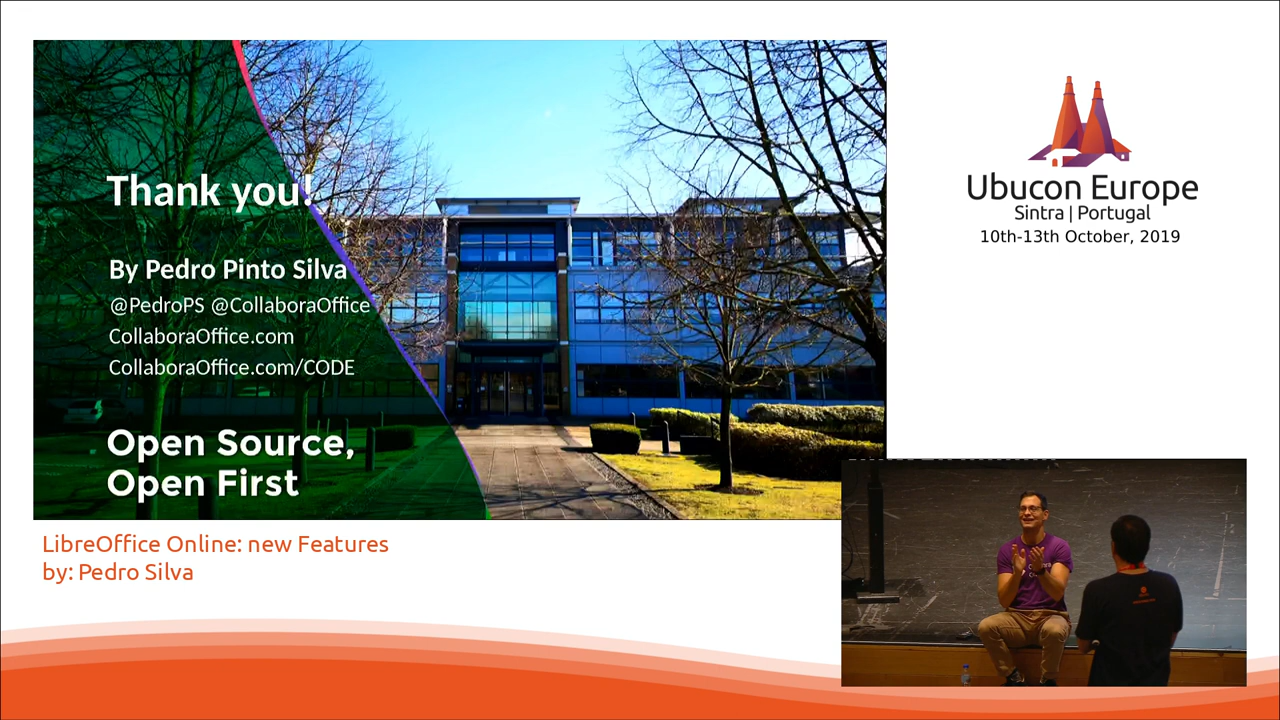 Thank you!
By Pedro Pinto Silva
@PedroPS @CollaboraOffice
CollaboraOffice.com
CollaboraOffice.com/CODE
Open Source,
Open First
LibreOffice Online: new Features
by: Pedro Silva
Ubucon Europe
Sintra | Portugal
10th-13th October, 2019